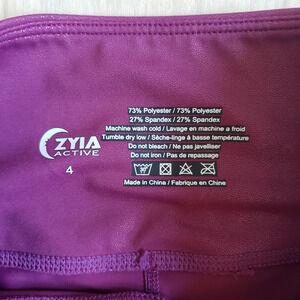 ZYIA
ACTIVE
4
73% Polyester / 73% Polyester
27% Spandex / 27% Spandex
Machine wash cold / Lavage en machine a froid
Tumble dry low / Sèche-linge à basse température
Do not bleach / Ne pas javelliser
Do not iron / Pas de repassage
Made in China / Fabrique en Chine